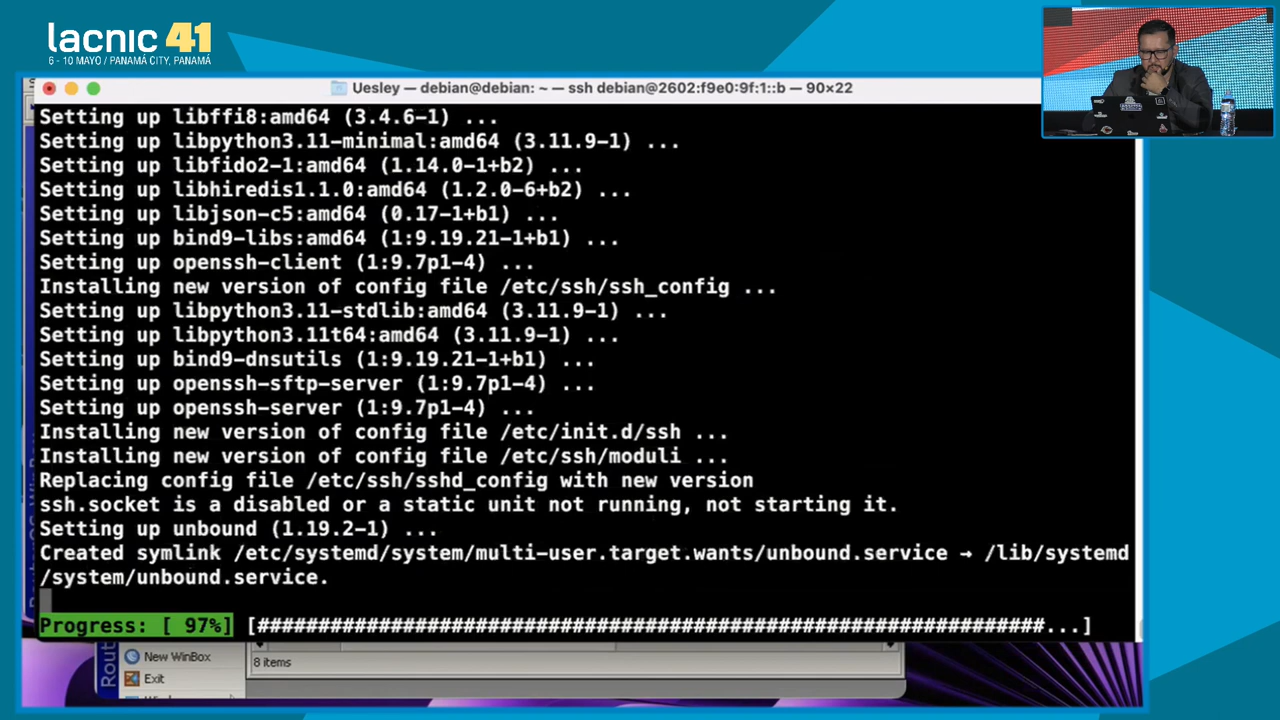 lacnic 41
6 - 10 MAYO / PANAMÁ CITY, PANAMÁ
Uesley — debian@debian: ~ — ssh debian@2602:f9e0:9f:1::b — 90×22
Setting up libffi8:amd64 (3.4.6-1) ...
Setting up libpython3.11-minimal:amd64 (3.11.9-1) ...
Setting up libfido2-1:amd64 (1.14.0-1+b2) ...
Setting up libhiredis1.1.0:amd64 (1.2.0-6+b2) ...
Setting up libjson-c5:amd64 (0.17-1+b1) ...
Setting up bind9-libs:amd64 (1:9.19.21-1+b1) ...
Setting up openssh-client (1:9.7p1-4) ...
Installing new version of config file /etc/ssh/ssh_config ...
Setting up libpython3.11-stdlib:amd64 (3.11.9-1) ...
Setting up libpython3.11t64:amd64 (3.11.9-1) ...
Setting up bind9-dnsutils (1:9.19.21-1+b1) ...
Setting up openssh-sftp-server (1:9.7p1-4) ...
Setting up openssh-server (1:9.7p1-4) ...
Installing new version of config file /etc/init.d/ssh ...
Installing new version of config file /etc/ssh/moduli ...
Replacing config file /etc/ssh/sshd_config with new version
ssh.socket is a disabled or a static unit not running, not starting it.
Setting up unbound (1.19.2-1) ...
Created symlink /etc/systemd/system/multi-user.target.wants/unbound.service → /lib/systemd
/system/unbound.service.
Progress: [ 97%] [#################################################################...]
New WinBox
8 items
Exit
Rout